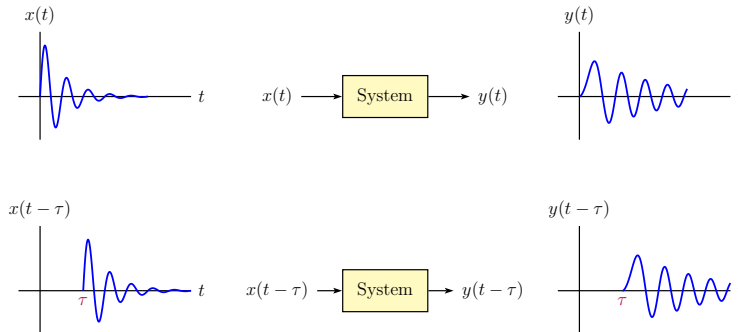 x(t)
y(t)
t
x(t)
System
y(t)
x(t − τ)
y(t − τ)
τ
t
x(t − τ)
System
y(t − τ)
τ